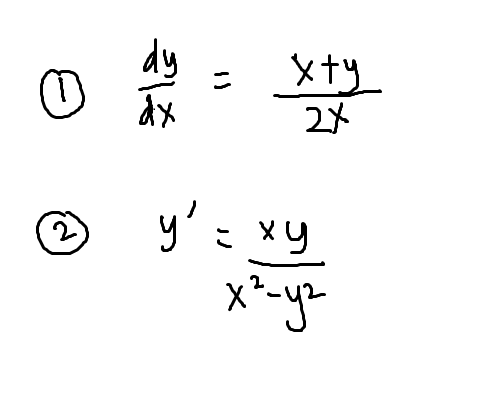 ① dy/dx = (x+y)/(2x)
② y' = (xy)/(x²-y²)